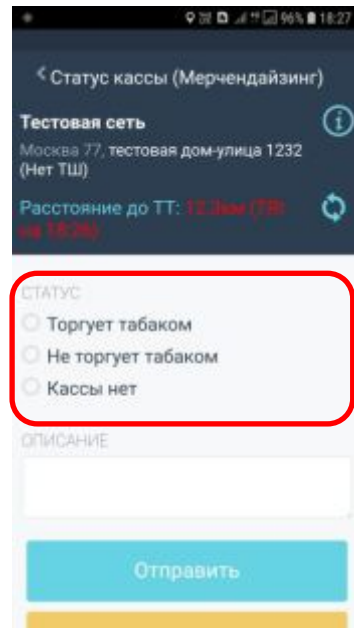 96% 18:27
Статус кассы (Мерчендайзинг)
Тестовая сеть
Москва 77, тестовая дом-улица 1232
(Нет ТШ)
Расстояние до ТТ:
СТАТУС
Торгует табаком
Не торгует табаком
Кассы нет
ОПИСАНИЕ
Отправить